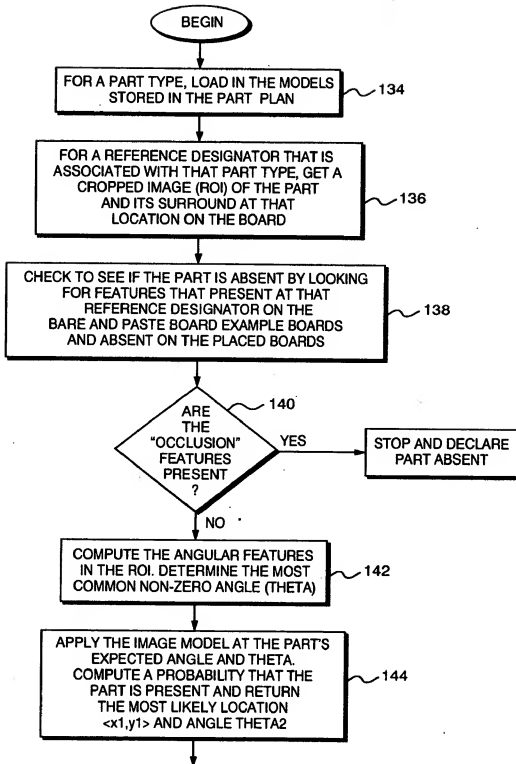 BEGIN
FOR A PART TYPE, LOAD IN THE MODELS
STORED IN THE PART PLAN
134
FOR A REFERENCE DESIGNATOR THAT IS
ASSOCIATED WITH THAT PART TYPE, GET A
CROPPED IMAGE (ROI) OF THE PART
AND ITS SURROUND AT THAT
LOCATION ON THE BOARD
136
CHECK TO SEE IF THE PART IS ABSENT BY LOOKING
FOR FEATURES THAT PRESENT AT THAT
REFERENCE DESIGNATOR ON THE
BARE AND PASTE BOARD EXAMPLE BOARDS
AND ABSENT ON THE PLACED BOARDS
138
140
ARE
THE
"OCCLUSION"
FEATURES
PRESENT
?
YES
STOP AND DECLARE
PART ABSENT
NO
COMPUTE THE ANGULAR FEATURES
IN THE ROI. DETERMINE THE MOST
COMMON NON-ZERO ANGLE (THETA)
142
APPLY THE IMAGE MODEL AT THE PART'S
EXPECTED ANGLE AND THETA.
COMPUTE A PROBABILITY THAT THE
PART IS PRESENT AND RETURN
THE MOST LIKELY LOCATION
<x1,y1> AND ANGLE THETA2
144